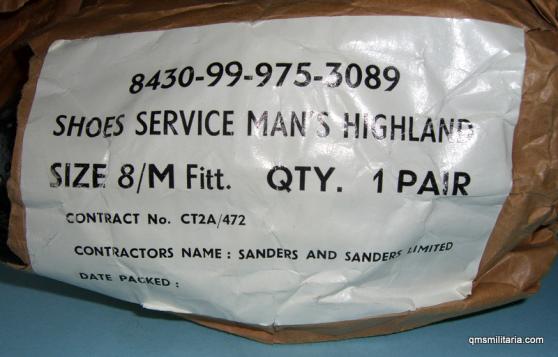 8430-99-975-3089
SHOES SERVICE MAN'S HIGHLAND
SIZE 8/M Fitt. QTY. 1 PAIR
CONTRACT No. CT2A/472
CONTRACTORS NAME : SANDERS AND SANDERS LIMITED
DATE PACKED :
qmsmilitaria.com